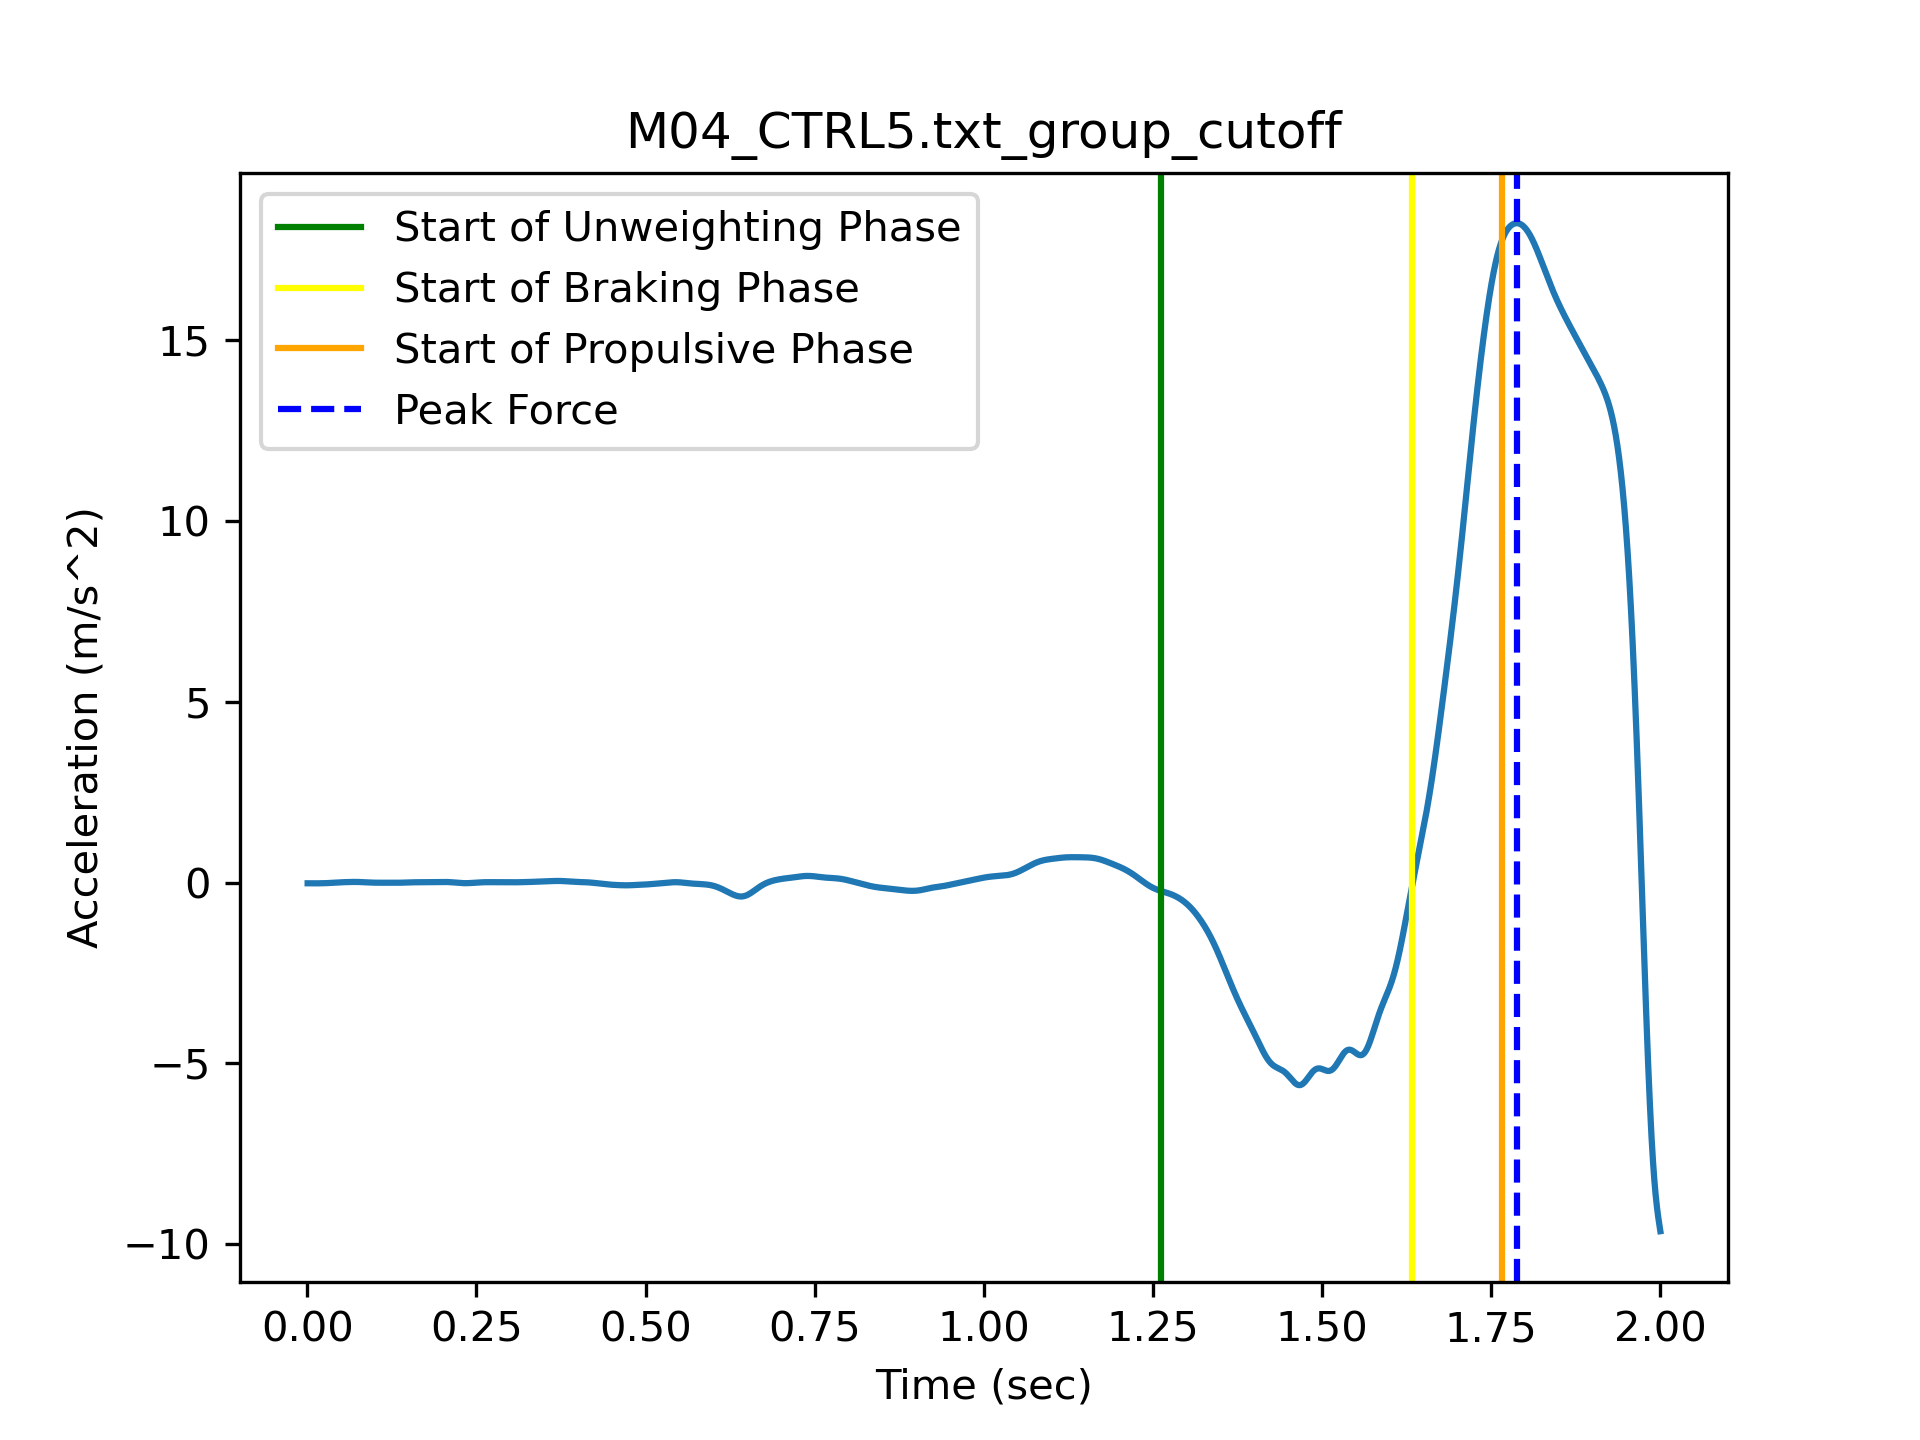 M04_CTRL5.txt_group_cutoff
Start of Unweighting Phase
Start of Braking Phase
Start of Propulsive Phase
Peak Force
15
10
5
0
−5
−10
Acceleration (m/s^2)
0.00 0.25 0.50 0.75 1.00 1.25 1.50 1.75 2.00
Time (sec)